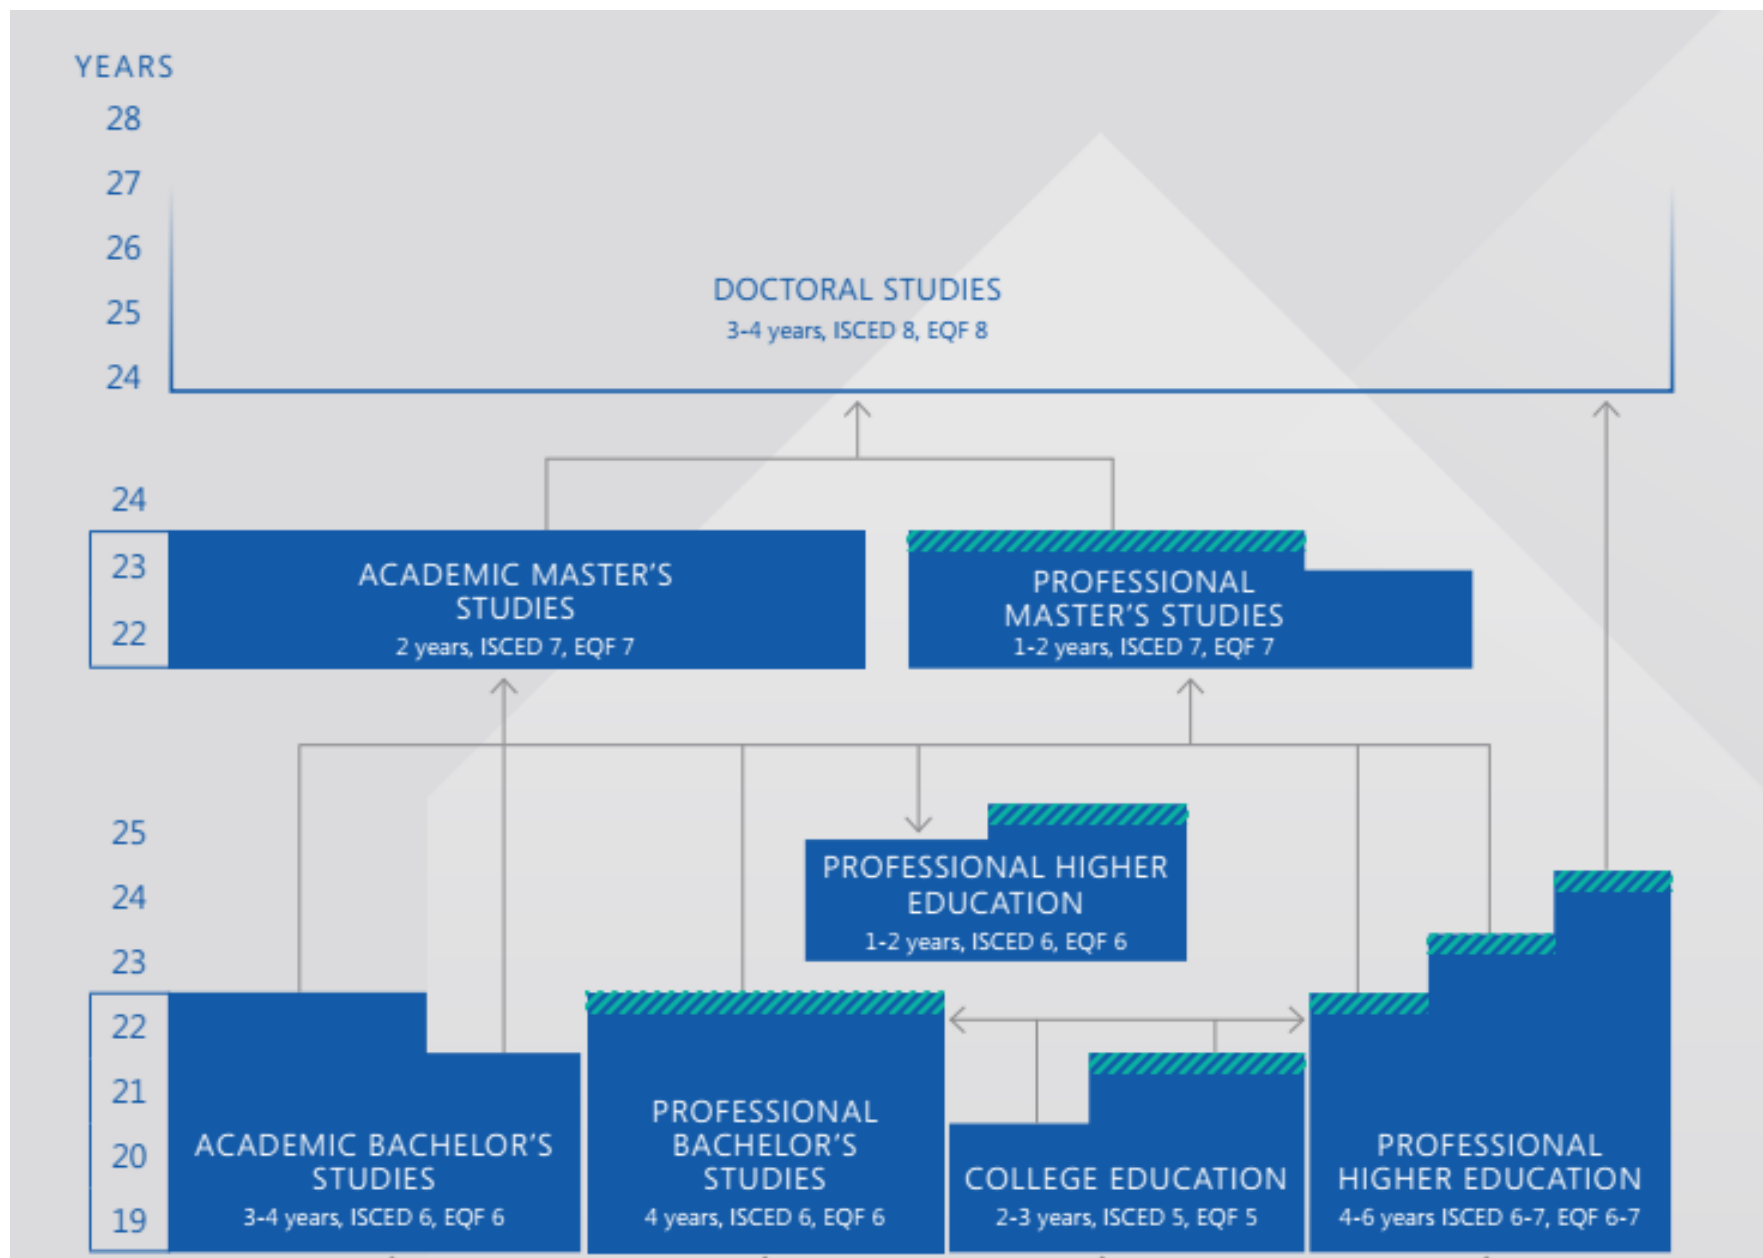 YEARS
28
27
26
25
24
DOCTORAL STUDIES
3-4 years, ISCED 8, EQF 8
24
23
22
ACADEMIC MASTER'S
STUDIES
2 years, ISCED 7, EQF 7
PROFESSIONAL
MASTER'S STUDIES
1-2 years, ISCED 7, EQF 7
25
24
23
22
21
20
19
PROFESSIONAL HIGHER
EDUCATION
1-2 years, ISCED 6, EQF 6
ACADEMIC BACHELOR'S
STUDIES
3-4 years, ISCED 6, EQF 6
PROFESSIONAL
BACHELOR'S
STUDIES
4 years, ISCED 6, EQF 6
COLLEGE EDUCATION
2-3 years, ISCED 5, EQF 5
PROFESSIONAL
HIGHER EDUCATION
4-6 years ISCED 6-7, EQF 6-7